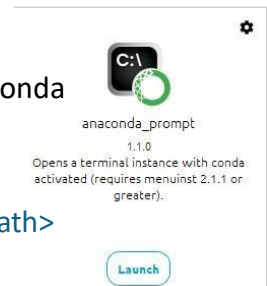 C:\
onda
anaconda_prompt
1.1.0
Opens a terminal instance with conda
activated (requires menuinst 2.1.1 or
greater).
ath>
Launch